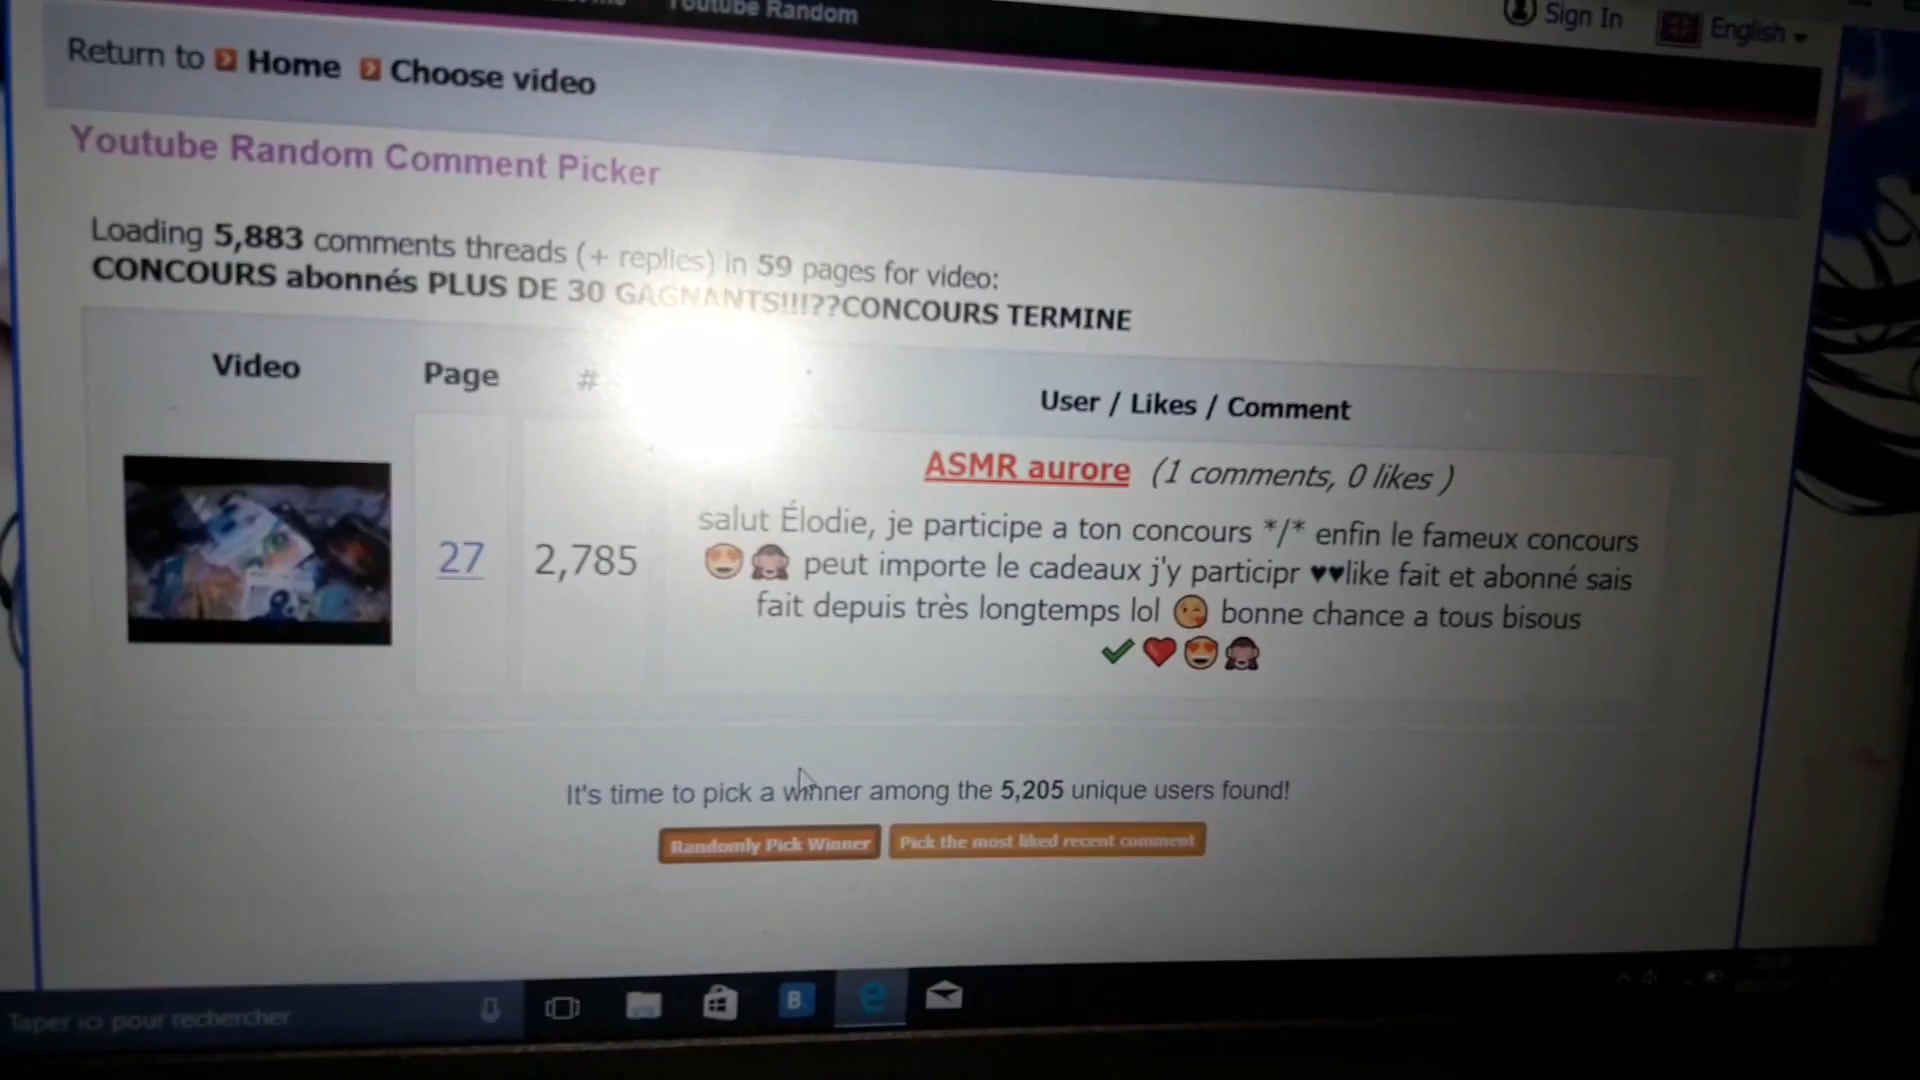 Youtube Random
Sign In English
Return to Home Choose video
Youtube Random Comment Picker
Loading 5,883 comments threads (+ replies) in 59 pages for video:
CONCOURS abonnés PLUS DE 30 GAGNANTS!!!??CONCOURS TERMINE
Video Page # User / Likes / Comment
ASMR aurore (1 comments, 0 likes )
27 2,785
salut Élodie, je participe a ton concours */* enfin le fameux concours
😍🙈 peut importe le cadeaux j'y participr ♥♥like fait et abonné sais
fait depuis très longtemps lol 😘 bonne chance a tous bisous
✔❤😍🙈
It's time to pick a winner among the 5,205 unique users found!
Randomly Pick Winner Pick the most liked recent comment
Taper ici pour rechercher
B